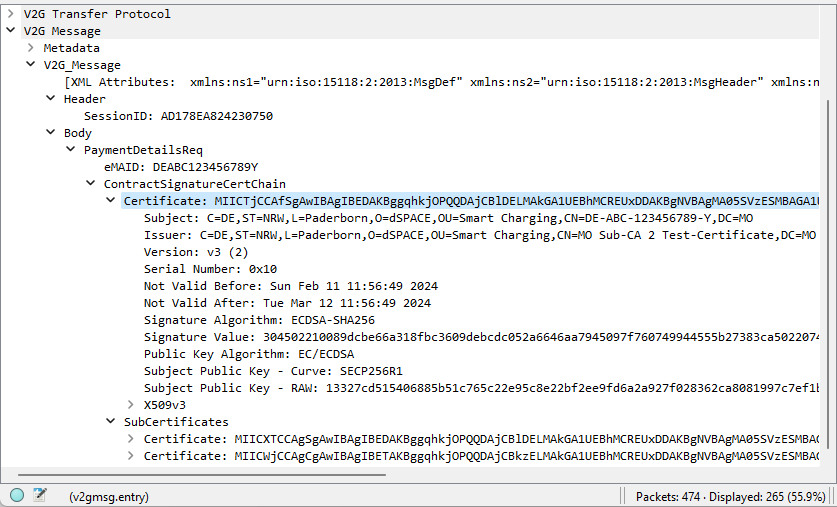 V2G Transfer Protocol
V2G Message
Metadata
V2G_Message
[XML Attributes:  xmlns:ns1="urn:iso:15118:2:2013:MsgDef" xmlns:ns2="urn:iso:15118:2:2013:MsgHeader" xmlns:n
Header
SessionID: AD178EA824230750
Body
PaymentDetailsReq
eMAID: DEABC123456789Y
ContractSignatureCertChain
Certificate: MIICTjCCAfSgAwIBAgIBEDAKBggqhkjOPQQDAjCBlDELMAkGA1UEBhMCREUxDDAKBgNVBAgMA05SVzESMBAGA1U
Subject: C=DE,ST=NRW,L=Paderborn,O=dSPACE,OU=Smart Charging,CN=DE-ABC-123456789-Y,DC=MO
Issuer: C=DE,ST=NRW,L=Paderborn,O=dSPACE,OU=Smart Charging,CN=MO Sub-CA 2 Test-Certificate,DC=MO
Version: v3 (2)
Serial Number: 0x10
Not Valid Before: Sun Feb 11 11:56:49 2024
Not Valid After: Tue Mar 12 11:56:49 2024
Signature Algorithm: ECDSA-SHA256
Signature Value: 304502210089dcbe66a318fbc3609debcdc052a6646aa7945097f760749944555b27383ca5022074
Public Key Algorithm: EC/ECDSA
Subject Public Key - Curve: SECP256R1
Subject Public Key - RAW: 13327cd515406885b51c765c22e95c8e22bf2ee9fd6a2a927f028362ca8081997c7ef1b
X509v3
SubCertificates
Certificate: MIICXTCCAgSgAwIBAgIBEDAKBggqhkjOPQQDAjCBlDELMAkGA1UEBhMCREUxDDAKBgNVBAgMA05SVzESMBAG
Certificate: MIICWjCCAgCgAwIBAgIBETAKBggqhkjOPQQDAjCBkzELMAkGA1UEBhMCREUxDDAKBgNVBAgMA05SVzESMBAG
(v2gmsg.entry)
Packets: 474 · Displayed: 265 (55.9%)